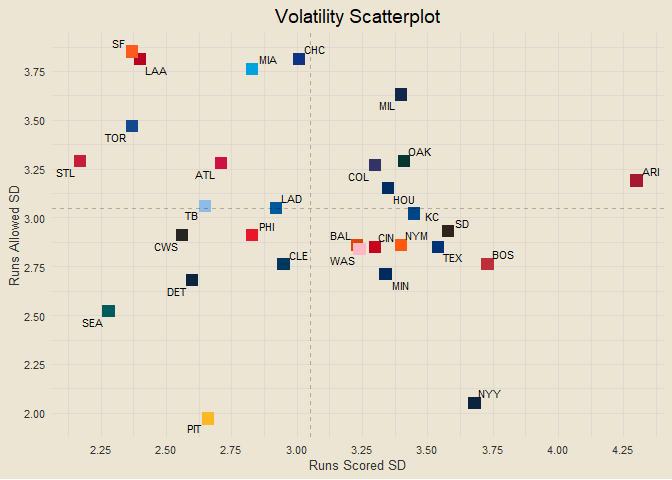 Volatility Scatterplot
SF
LAA
MIA
CHC
MIL
TOR
STL
ATL
COL
OAK
ARI
HOU
TB
LAD
KC
SD
CWS
PHI
BAL
CIN
NYM
WAS
TEX
BOS
CLE
MIN
DET
SEA
NYY
PIT
3.75
3.50
3.25
3.00
2.75
2.50
2.25
2.00
Runs Allowed SD
2.25
2.50
2.75
3.00
3.25
3.50
3.75
4.00
4.25
Runs Scored SD